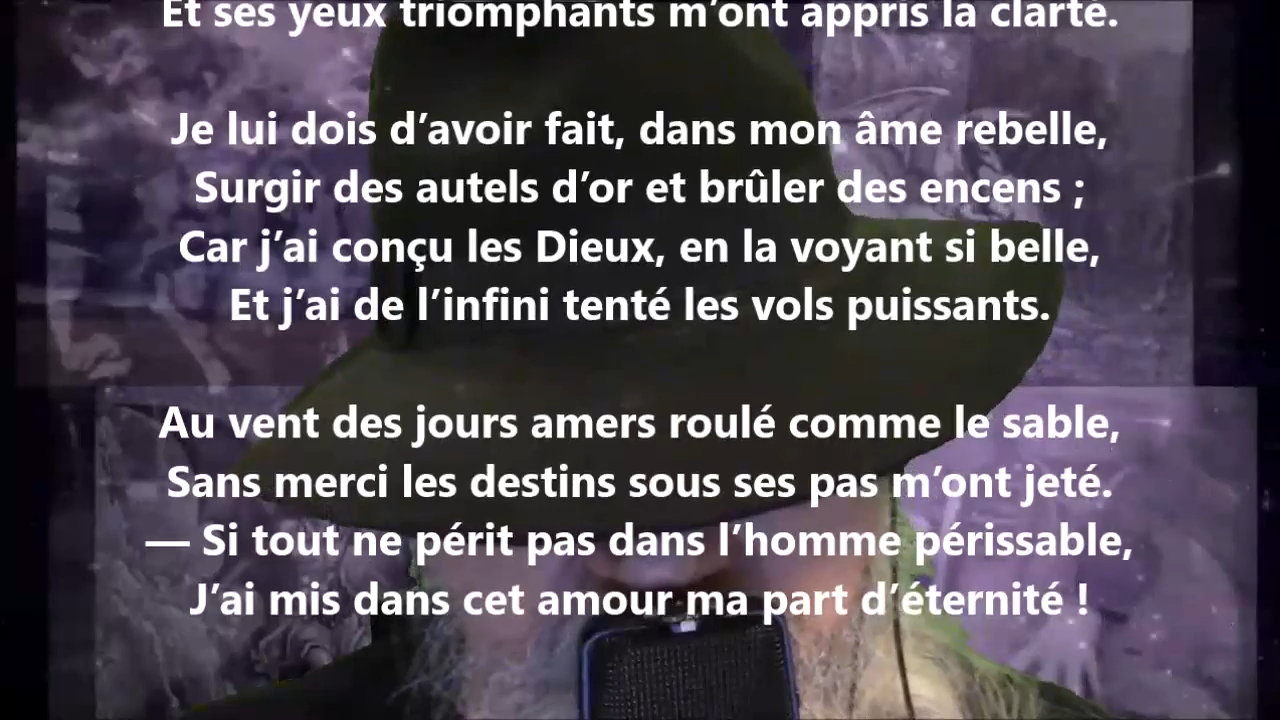 Et ses yeux triomphants m’ont appris la clarté.
Je lui dois d’avoir fait, dans mon âme rebelle,
Surgir des autels d’or et brûler des encens ;
Car j’ai conçu les Dieux, en la voyant si belle,
Et j’ai de l’infini tenté les vols puissants.
Au vent des jours amers roulé comme le sable,
Sans merci les destins sous ses pas m’ont jeté.
— Si tout ne périt pas dans l’homme périssable,
J’ai mis dans cet amour ma part d’éternité !